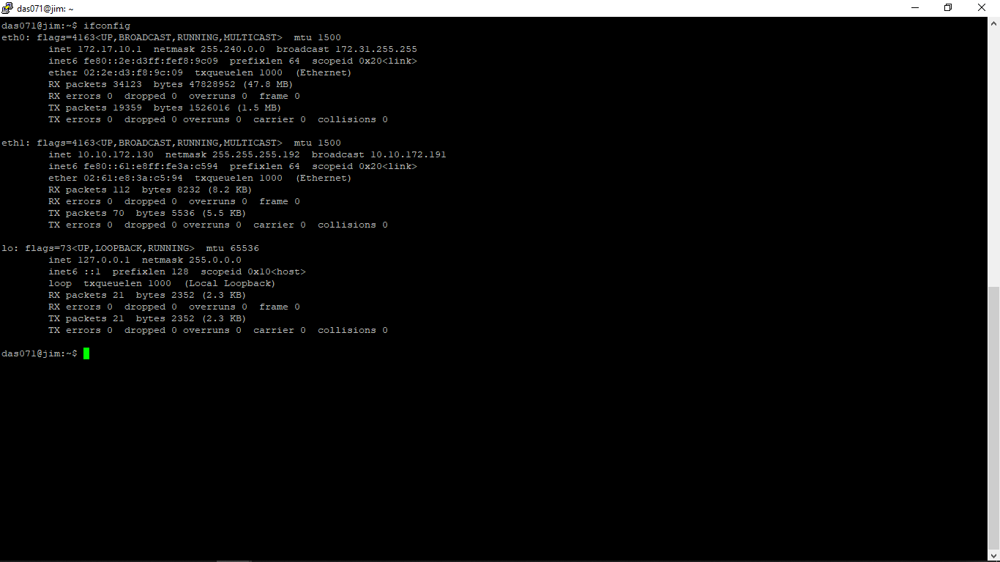 das071@jim: ~
das071@jim:~$ ifconfig
eth0: flags=4163<UP,BROADCAST,RUNNING,MULTICAST>  mtu 1500
        inet 172.17.10.1  netmask 255.240.0.0  broadcast 172.31.255.255
        inet6 fe80::2e:d3ff:fef8:9c09  prefixlen 64  scopeid 0x20<link>
        ether 02:2e:d3:f8:9c:09  txqueuelen 1000  (Ethernet)
        RX packets 34123  bytes 47828952 (47.8 MB)
        RX errors 0  dropped 0  overruns 0  frame 0
        TX packets 19359  bytes 1526016 (1.5 MB)
        TX errors 0  dropped 0 overruns 0  carrier 0  collisions 0

eth1: flags=4163<UP,BROADCAST,RUNNING,MULTICAST>  mtu 1500
        inet 10.10.172.130  netmask 255.255.255.192  broadcast 10.10.172.191
        inet6 fe80::61:e8ff:fe3a:c594  prefixlen 64  scopeid 0x20<link>
        ether 02:61:e8:3a:c5:94  txqueuelen 1000  (Ethernet)
        RX packets 112  bytes 8232 (8.2 KB)
        RX errors 0  dropped 0  overruns 0  frame 0
        TX packets 70  bytes 5536 (5.5 KB)
        TX errors 0  dropped 0 overruns 0  carrier 0  collisions 0

lo: flags=73<UP,LOOPBACK,RUNNING>  mtu 65536
        inet 127.0.0.1  netmask 255.0.0.0
        inet6 ::1  prefixlen 128  scopeid 0x10<host>
        loop  txqueuelen 1000  (Local Loopback)
        RX packets 21  bytes 2352 (2.3 KB)
        RX errors 0  dropped 0  overruns 0  frame 0
        TX packets 21  bytes 2352 (2.3 KB)
        TX errors 0  dropped 0 overruns 0  carrier 0  collisions 0

das071@jim:~$